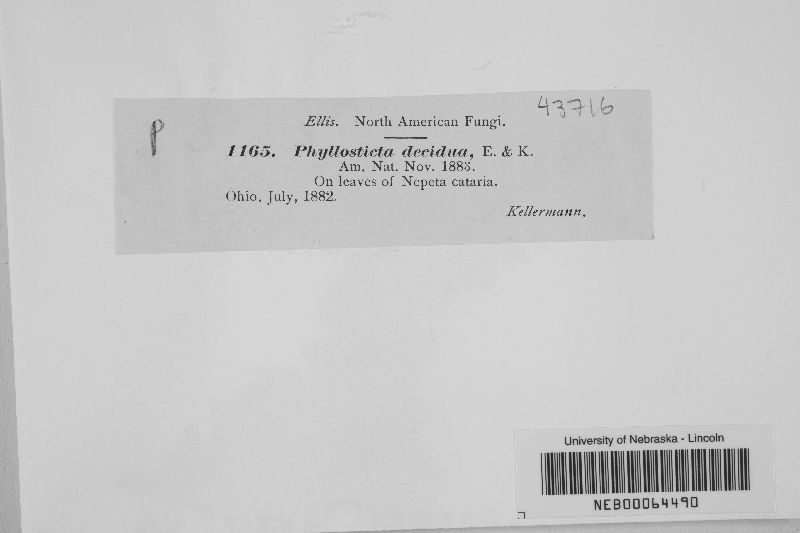 43716
P
Ellis. North American Fungi.
1165. Phyllosticta decidua, E. & K.
Am. Nat. Nov. 1883.
On leaves of Nepeta cataria.
Ohio, July, 1882.
Kellermann.
University of Nebraska - Lincoln
NEB00064490